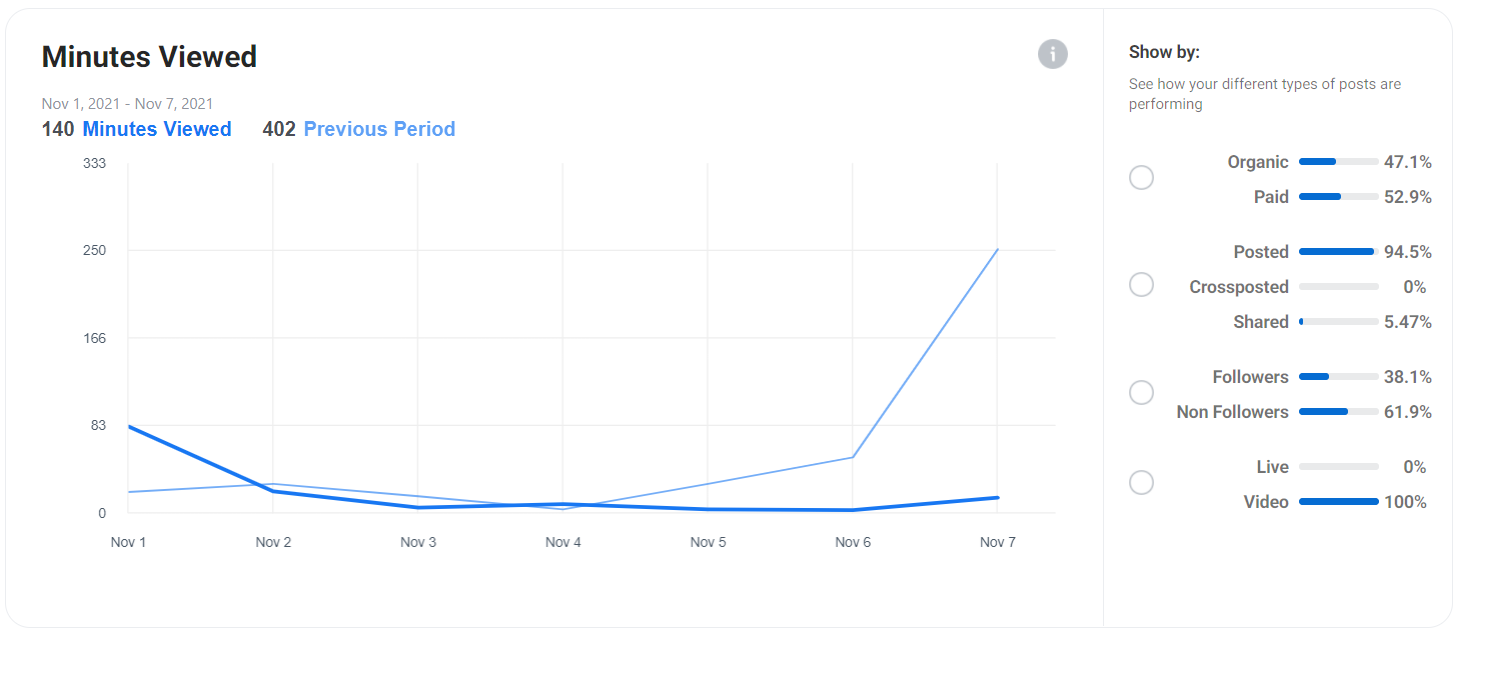 Minutes Viewed
i
Nov 1, 2021 - Nov 7, 2021
140 Minutes Viewed 402 Previous Period
333
250
166
83
0
Nov 1 Nov 2 Nov 3 Nov 4 Nov 5 Nov 6 Nov 7
Show by:
See how your different types of posts are
performing
Organic 47.1%
Paid 52.9%
Posted 94.5%
Crossposted 0%
Shared 5.47%
Followers 38.1%
Non Followers 61.9%
Live 0%
Video 100%